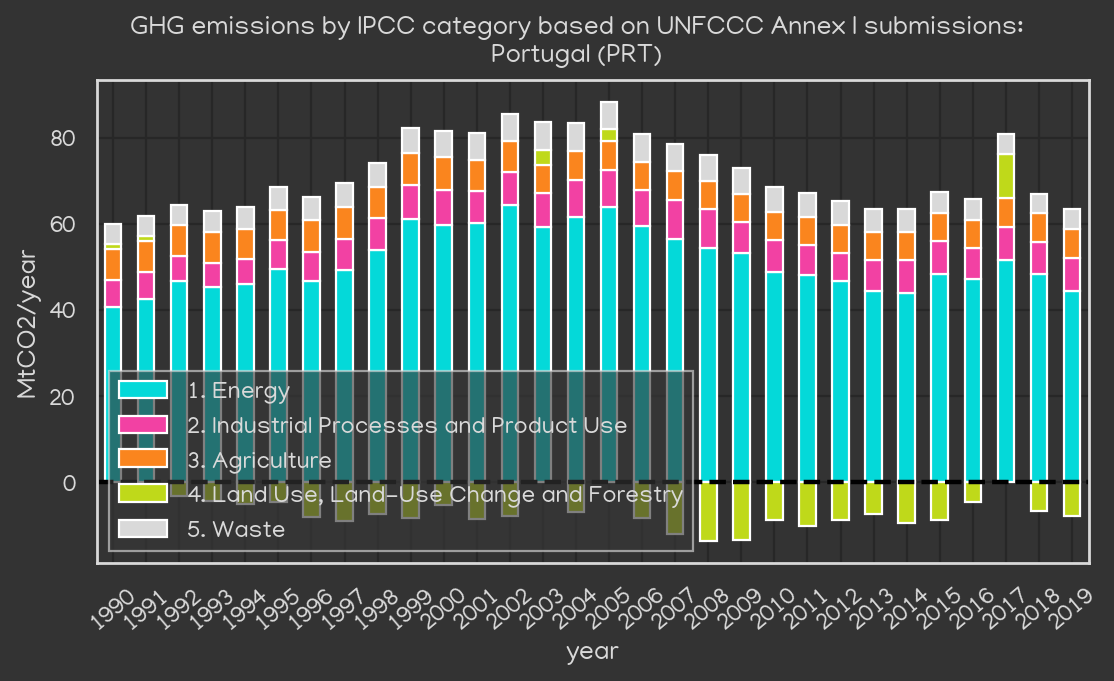 GHG emissions by IPCC category based on UNFCCC Annex I submissions:
Portugal (PRT)
MtCO2/year
80
60
40
20
0
1. Energy
2. Industrial Processes and Product Use
3. Agriculture
4. Land Use, Land-Use Change and Forestry
5. Waste
1990 1991 1992 1993 1994 1995 1996 1997 1998 1999 2000 2001 2002 2003 2004 2005 2006 2007 2008 2009 2010 2011 2012 2013 2014 2015 2016 2017 2018 2019
year